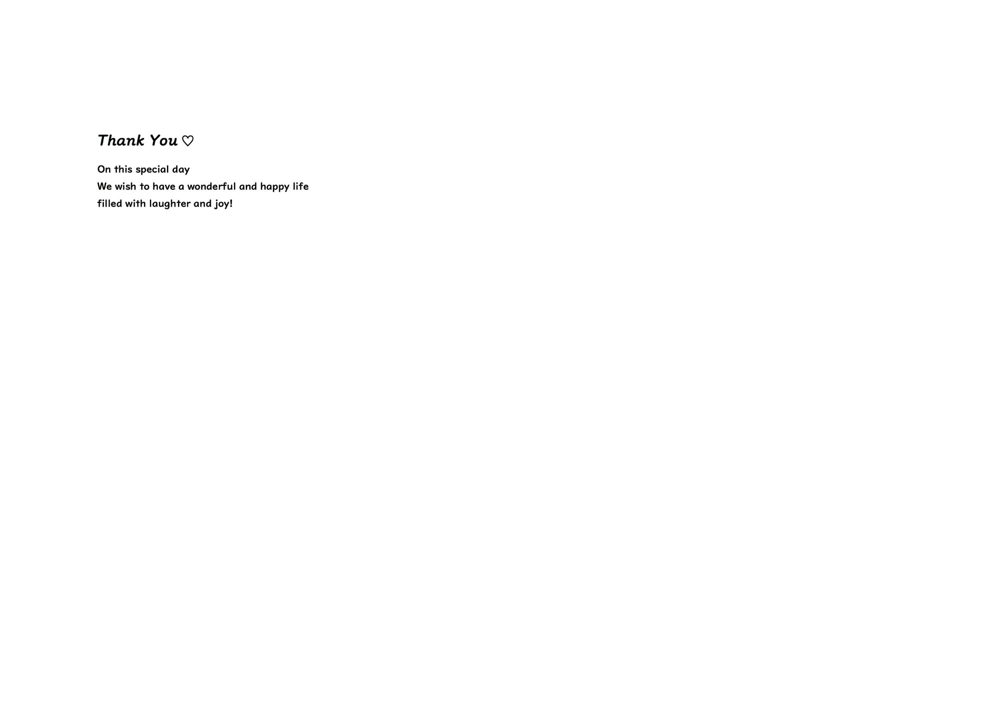 Thank You ♡
On this special day
We wish to have a wonderful and happy life
filled with laughter and joy!